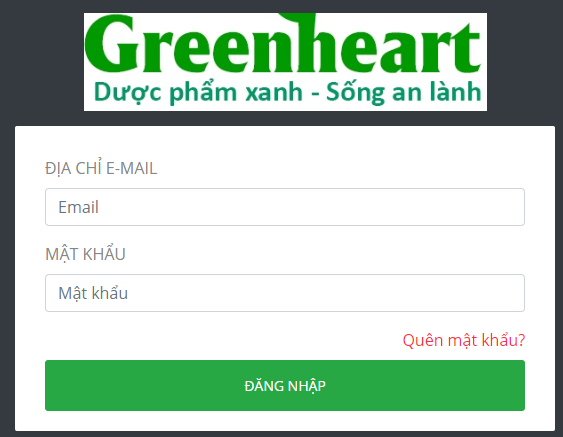 Greenheart
Dược phẩm xanh - Sống an lành
ĐỊA CHỈ E-MAIL
Email
MẬT KHẨU
Mật khẩu
Quên mật khẩu?
ĐĂNG NHẬP